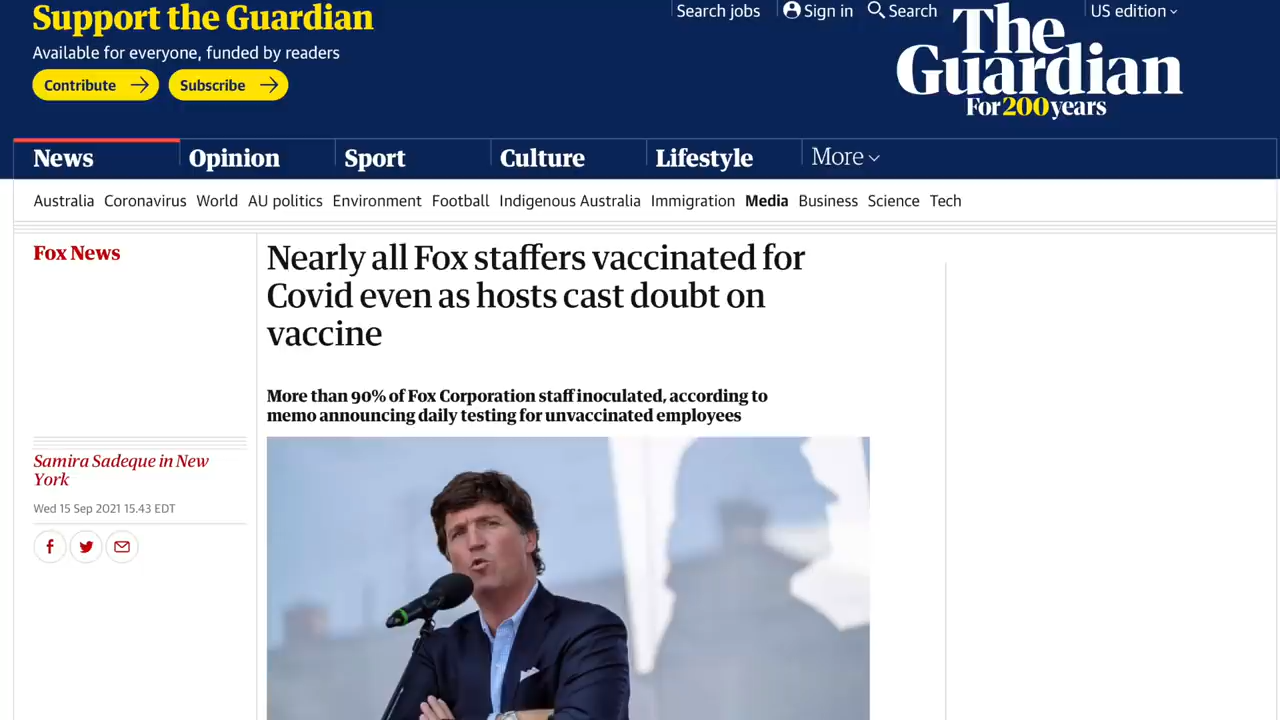 Support the Guardian
Available for everyone, funded by readers
Contribute
Subscribe
Search jobs
Sign in
Search
US edition
The
Guardian
For 200 years
News
Opinion
Sport
Culture
Lifestyle
More
Australia Coronavirus World AU politics Environment Football Indigenous Australia Immigration Media Business Science Tech
Fox News
Nearly all Fox staffers vaccinated for
Covid even as hosts cast doubt on
vaccine
More than 90% of Fox Corporation staff inoculated, according to
memo announcing daily testing for unvaccinated employees
Samira Sadeque in New
York
Wed 15 Sep 2021 15.43 EDT